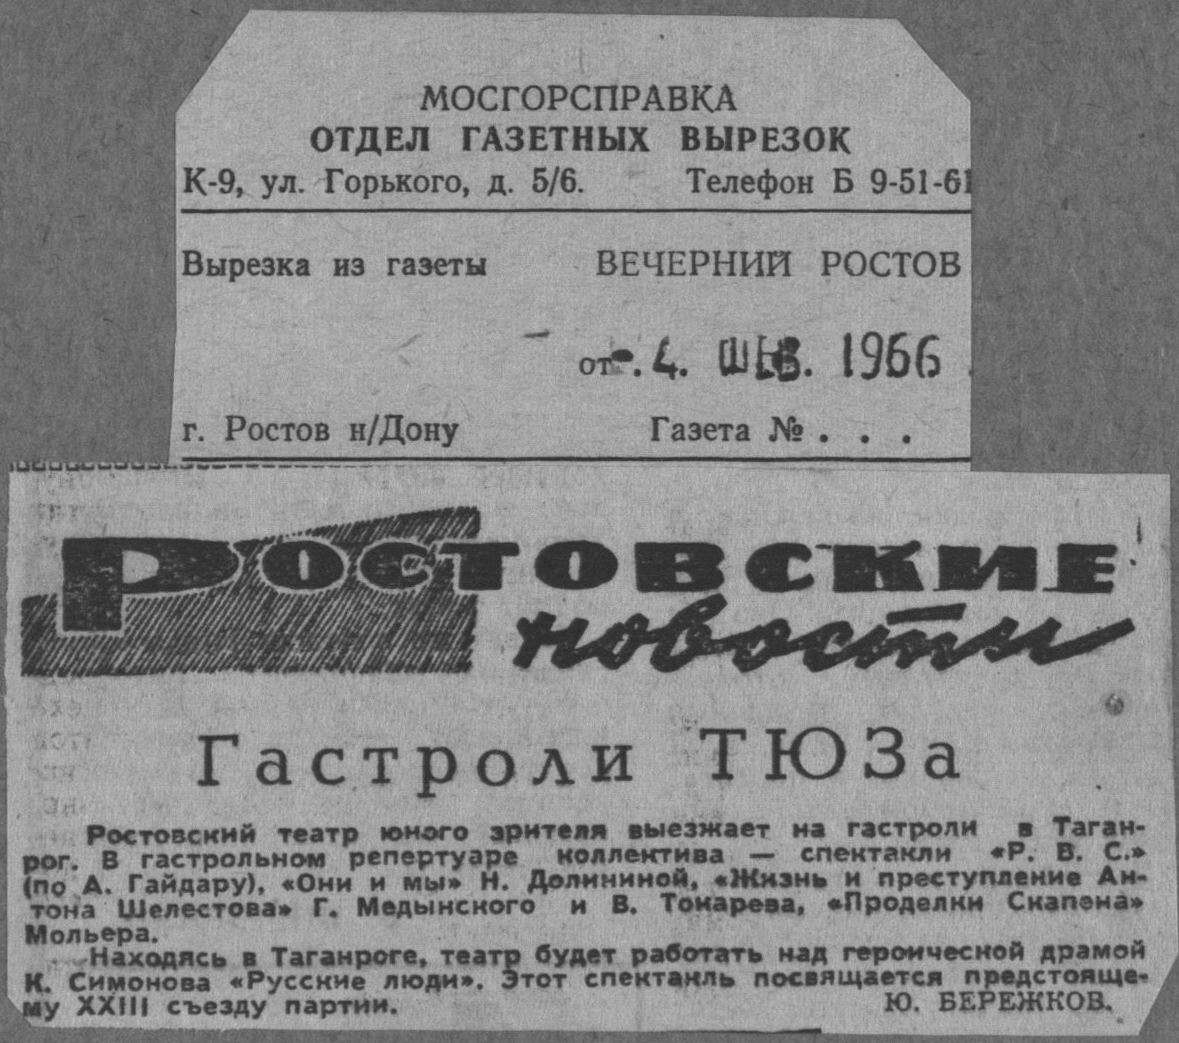 МОСГОРСПРАВКА
ОТДЕЛ ГАЗЕТНЫХ ВЫРЕЗОК
К-9, ул. Горького, д. 5/6. Телефон Б 9-51-61
Вырезка из газеты ВЕЧЕРНИЙ РОСТОВ
от -. 4. 1966
г. Ростов н/Дону Газета № . . .
Ростовские
новости
Гастроли ТЮЗа
Ростовский театр юного зрителя выезжает на гастроли в Таган-
рог. В гастрольном репертуаре коллектива — спектакли «Р. В. С.»
(по А. Гайдару), «Они и мы» Н. Долининой, «Жизнь и преступление Ан-
тона Шелестова» Г. Медынского и В. Токарева, «Проделки Скапена»
Мольера.
Находясь в Таганроге, театр будет работать над героической драмой
К. Симонова «Русские люди». Этот спектакль посвящается предстояще-
му XXIII съезду партии. Ю. БЕРЕЖКОВ.